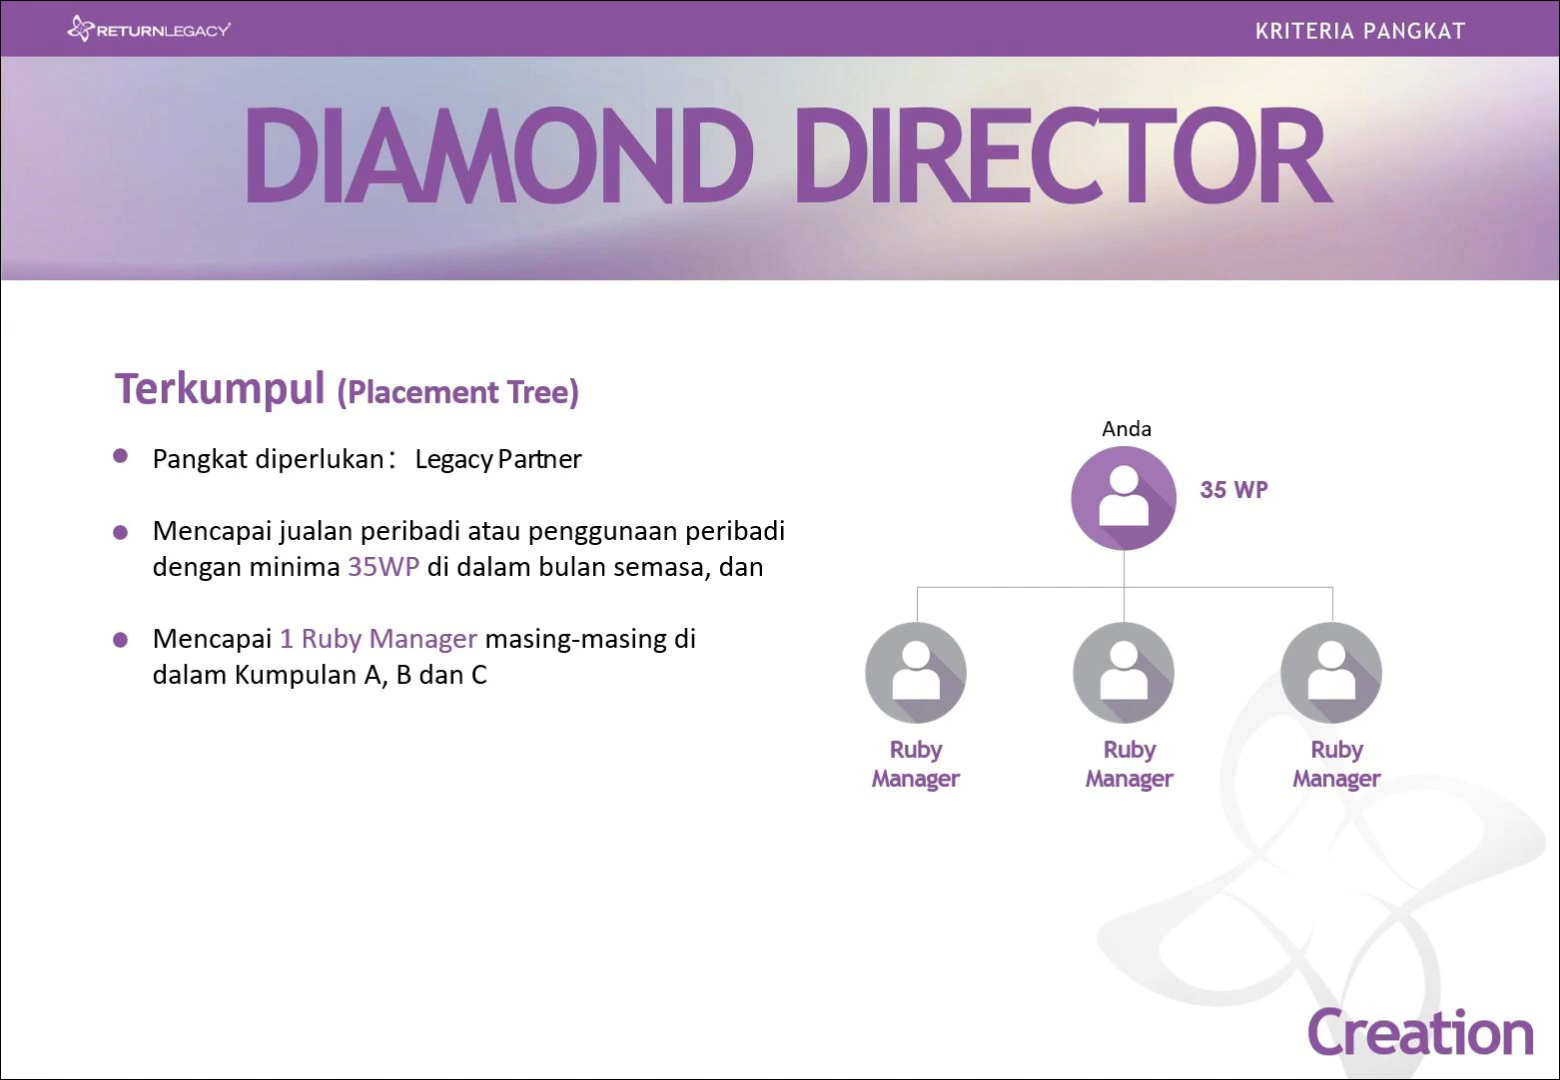 RETURNLEGACY
KRITERIA PANGKAT
DIAMOND DIRECTOR
Terkumpul (Placement Tree)
Pangkat diperlukan： Legacy Partner
Mencapai jualan peribadi atau penggunaan peribadi
dengan minima 35WP di dalam bulan semasa, dan
Mencapai 1 Ruby Manager masing-masing di
dalam Kumpulan A, B dan C
Anda
35 WP
Ruby
Manager
Ruby
Manager
Ruby
Manager
Creation